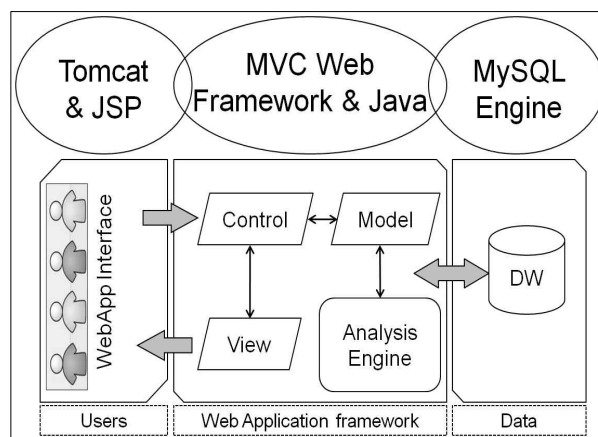 Tomcat
& JSP
MVC Web
Framework & Java
MySQL
Engine
WebApp Interface
Control
Model
View
Analysis
Engine
DW
Users
Web Application framework
Data